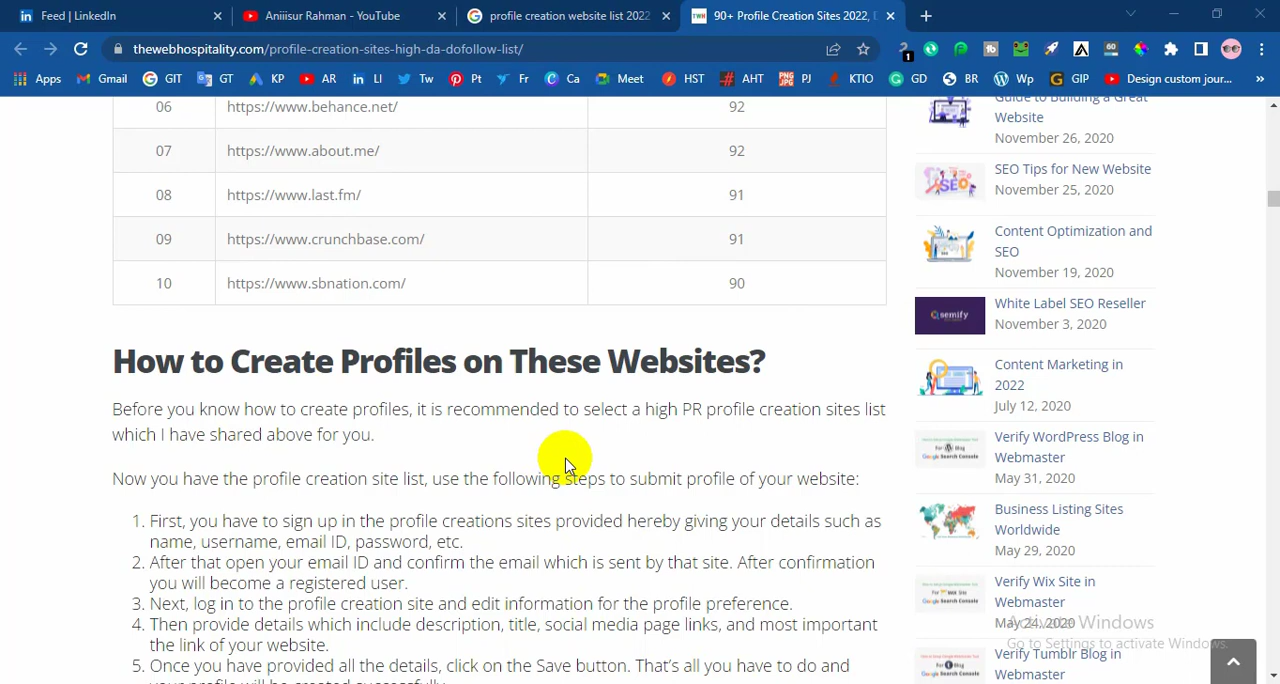 Feed | LinkedIn
Aniiisur Rahman - YouTube
profile creation website list 2022
90+ Profile Creation Sites 2022, D
thewebhospitality.com/profile-creation-sites-high-da-dofollow-list/
1
60
Apps
Gmail
GIT
GT
KP
AR
LI
Tw
Pt
Fr
Ca
Meet
HST
AHT
PJ
KTIO
GD
BR
Wp
GIP
Design custom jour...
06 https://www.behance.net/ 92
07 https://www.about.me/ 92
08 https://www.last.fm/ 91
09 https://www.crunchbase.com/ 91
10 https://www.sbnation.com/ 90
How to Create Profiles on These Websites?
Before you know how to create profiles, it is recommended to select a high PR profile creation sites list
which I have shared above for you.
Now you have the profile creation site list, use the following steps to submit profile of your website:
1. First, you have to sign up in the profile creations sites provided hereby giving your details such as
name, username, email ID, password, etc.
2. After that open your email ID and confirm the email which is sent by that site. After confirmation
you will become a registered user.
3. Next, log in to the profile creation site and edit information for the profile preference.
4. Then provide details which include description, title, social media page links, and most important
the link of your website.
5. Once you have provided all the details, click on the Save button. That's all you have to do and
your profile will be created successfully.
Guide to Building a Great
Website
November 26, 2020
SEO Tips for New Website
November 25, 2020
Content Optimization and
SEO
November 19, 2020
White Label SEO Reseller
November 3, 2020
semify
Content Marketing in
2022
July 12, 2020
Verify WordPress Blog in
Webmaster
May 31, 2020
Business Listing Sites
Worldwide
May 29, 2020
Verify Wix Site in
Webmaster
May 24, 2020
Verify Tumblr Blog in
Webmaster
Activate Windows
Go to Settings to activate Windows.